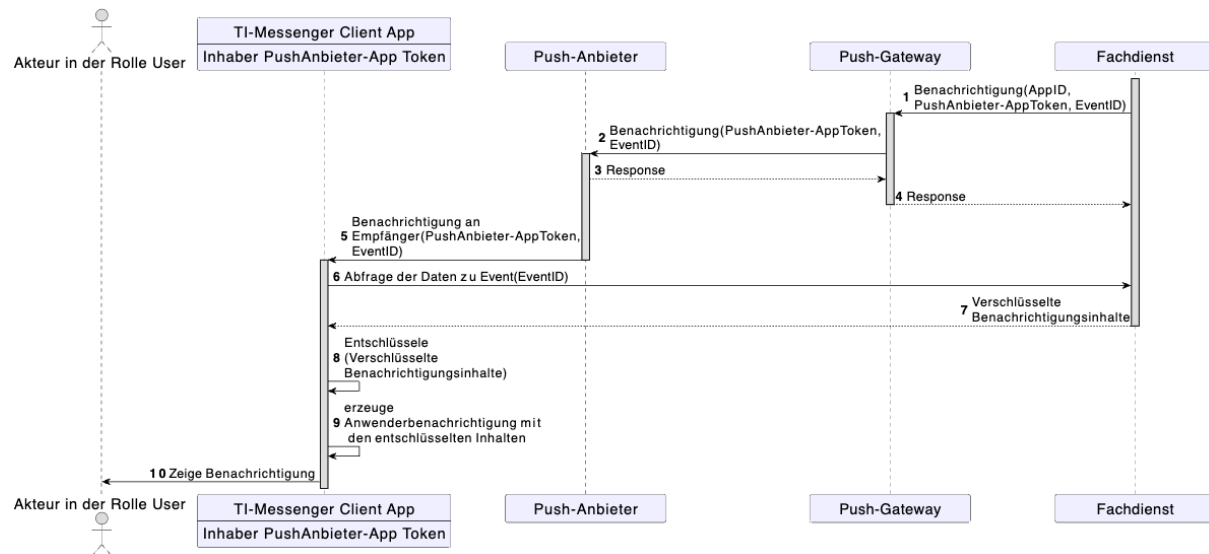 Akteur in der Rolle User
TI-Messenger Client App
Inhaber PushAnbieter-App Token
Push-Anbieter
Push-Gateway
Fachdienst
1 Benachrichtigung(AppID,
PushAnbieter-AppToken, EventID)
2 Benachrichtigung(PushAnbieter-AppToken,
EventID)
3 Response
4 Response
Benachrichtigung an
5 Empfänger(PushAnbieter-AppToken,
EventID)
6 Abfrage der Daten zu Event(EventID)
7 Verschlüsselte
Benachrichtigungsinhalte
Entschlüssele
8 (Verschlüsselte
Benachrichtigungsinhalte)
erzeuge
9 Anwenderbenachrichtigung mit
den entschlüsselten Inhalten
10 Zeige Benachrichtigung
Akteur in der Rolle User
TI-Messenger Client App
Inhaber PushAnbieter-App Token
Push-Anbieter
Push-Gateway
Fachdienst